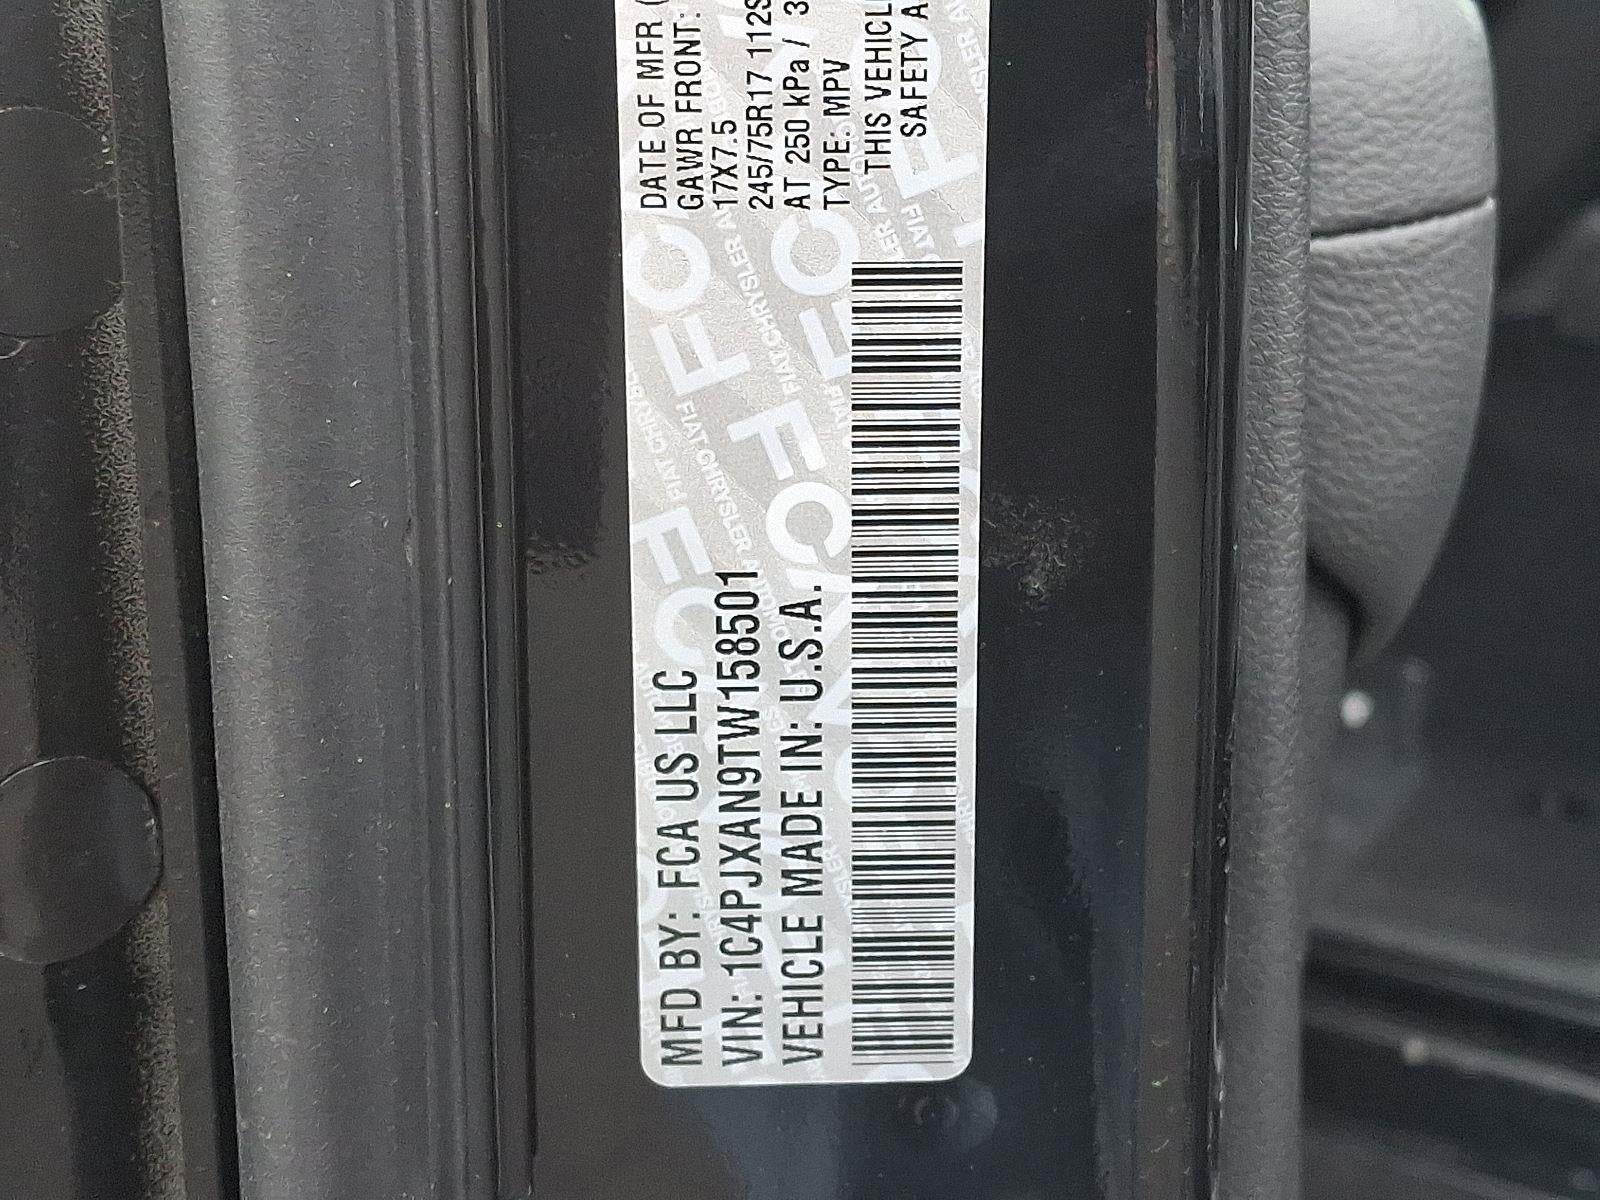 MFD BY: FCA US LLC
VIN: 1C4PJXAN9TW158501
VEHICLE MADE IN: U.S.A.
DATE OF MFR
GAWR FRONT:
17X7.5
245/75R17 112S
AT 250 kPa / 3
TYPE: MPV
THIS VEHICL
SAFETY A